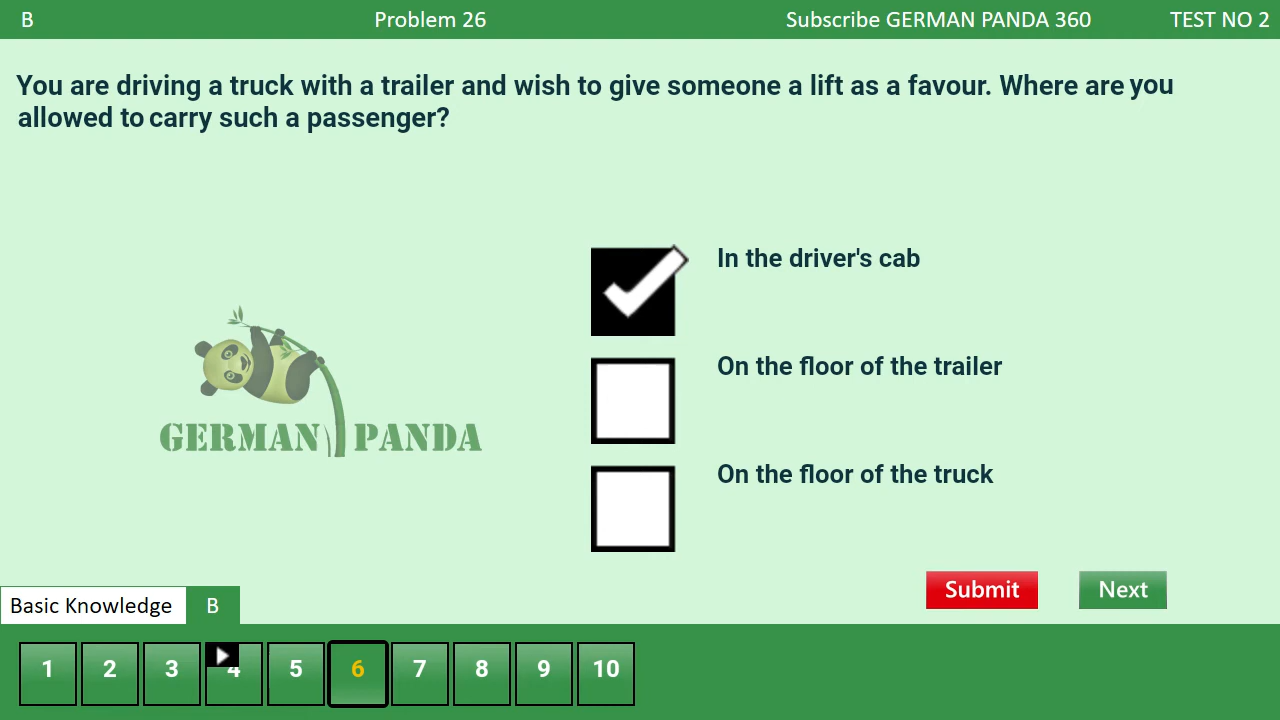 B Problem 26 Subscribe GERMAN PANDA 360 TEST NO 2
You are driving a truck with a trailer and wish to give someone a lift as a favour. Where are you
allowed to carry such a passenger?
In the driver's cab
On the floor of the trailer
On the floor of the truck
GERMAN PANDA
Submit Next
Basic Knowledge B
1 2 3 4 5 6 7 8 9 10